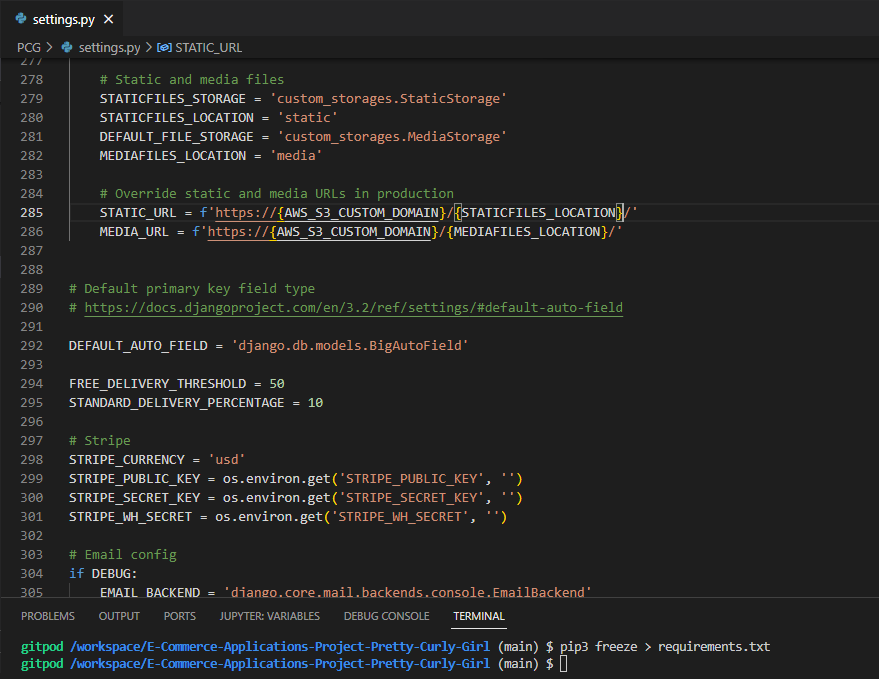 settings.py ×
PCG > settings.py > STATIC_URL
277
278 # Static and media files
279 STATICFILES_STORAGE = 'custom_storages.StaticStorage'
280 STATICFILES_LOCATION = 'static'
281 DEFAULT_FILE_STORAGE = 'custom_storages.MediaStorage'
282 MEDIAFILES_LOCATION = 'media'
283
284 # Override static and media URLs in production
285 STATIC_URL = f'https://{AWS_S3_CUSTOM_DOMAIN}/{STATICFILES_LOCATION}/'
286 MEDIA_URL = f'https://{AWS_S3_CUSTOM_DOMAIN}/{MEDIAFILES_LOCATION}/'
287
288
289 # Default primary key field type
290 # https://docs.djangoproject.com/en/3.2/ref/settings/#default-auto-field
291
292 DEFAULT_AUTO_FIELD = 'django.db.models.BigAutoField'
293
294 FREE_DELIVERY_THRESHOLD = 50
295 STANDARD_DELIVERY_PERCENTAGE = 10
296
297 # Stripe
298 STRIPE_CURRENCY = 'usd'
299 STRIPE_PUBLIC_KEY = os.environ.get('STRIPE_PUBLIC_KEY', '')
300 STRIPE_SECRET_KEY = os.environ.get('STRIPE_SECRET_KEY', '')
301 STRIPE_WH_SECRET = os.environ.get('STRIPE_WH_SECRET', '')
302
303 # Email config
304 if DEBUG:
305 EMAIL_BACKEND = 'django.core.mail.backends.console.EmailBackend'
PROBLEMS OUTPUT PORTS JUPYTER: VARIABLES DEBUG CONSOLE TERMINAL
gitpod /workspace/E-Commerce-Applications-Project-Pretty-Curly-Girl (main) $ pip3 freeze > requirements.txt
gitpod /workspace/E-Commerce-Applications-Project-Pretty-Curly-Girl (main) $